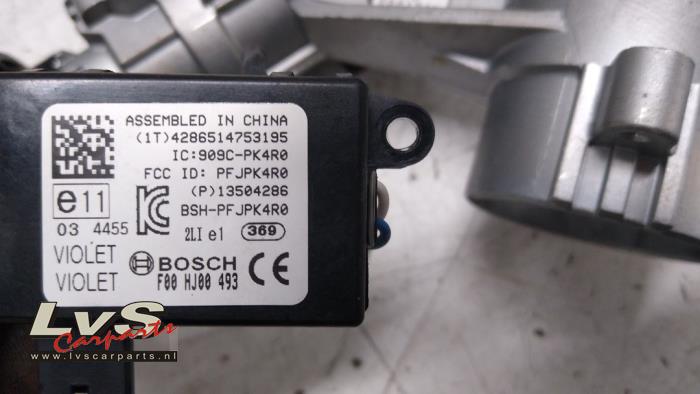 ASSEMBLED IN CHINA
(1T)4286514753195
IC:909C-PK4R0
FCC ID: PFJPK4R0
(P)13504286
BSH-PFJPK4R0
e11
03 4455
2LI e1 369
VIOLET
VIOLET
BOSCH CE
F00 HJ00 493
LvS
Carparts
www.lvscarparts.nl